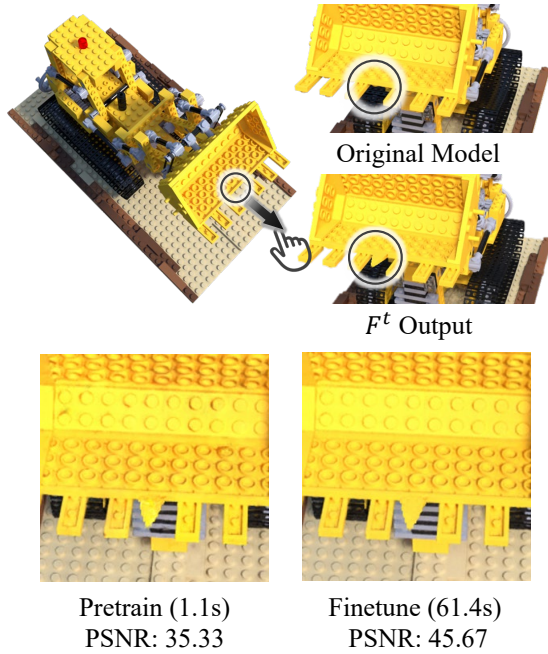 Original Model
F^t Output
Pretrain (1.1s)
PSNR: 35.33
Finetune (61.4s)
PSNR: 45.67